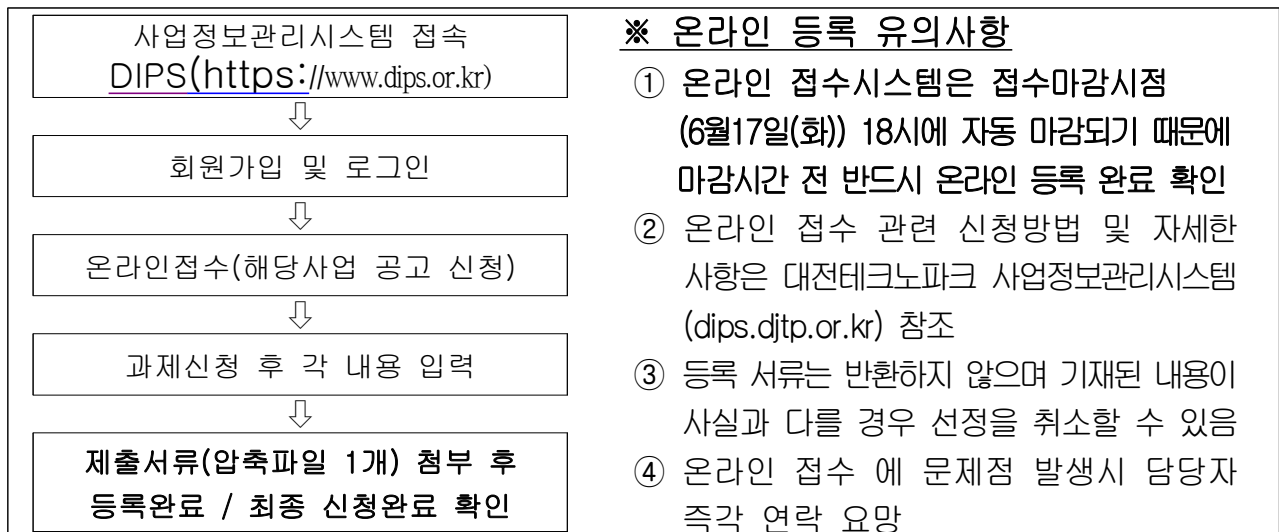 사업정보관리시스템 접속
DIPS(https://www.dips.or.kr)
⇩
회원가입 및 로그인
⇩
온라인접수(해당사업 공고 신청)
⇩
과제신청 후 각 내용 입력
⇩
제출서류(압축파일 1개) 첨부 후
등록완료 / 최종 신청완료 확인
※ 온라인 등록 유의사항
① 온라인 접수시스템은 접수마감시점
(6월17일(화)) 18시에 자동 마감되기 때문에
마감시간 전 반드시 온라인 등록 완료 확인
② 온라인 접수 관련 신청방법 및 자세한
사항은 대전테크노파크 사업정보관리시스템
(dips.djtp.or.kr) 참조
③ 등록 서류는 반환하지 않으며 기재된 내용이
사실과 다를 경우 선정을 취소할 수 있음
④ 온라인 접수 에 문제점 발생시 담당자
즉각 연락 요망